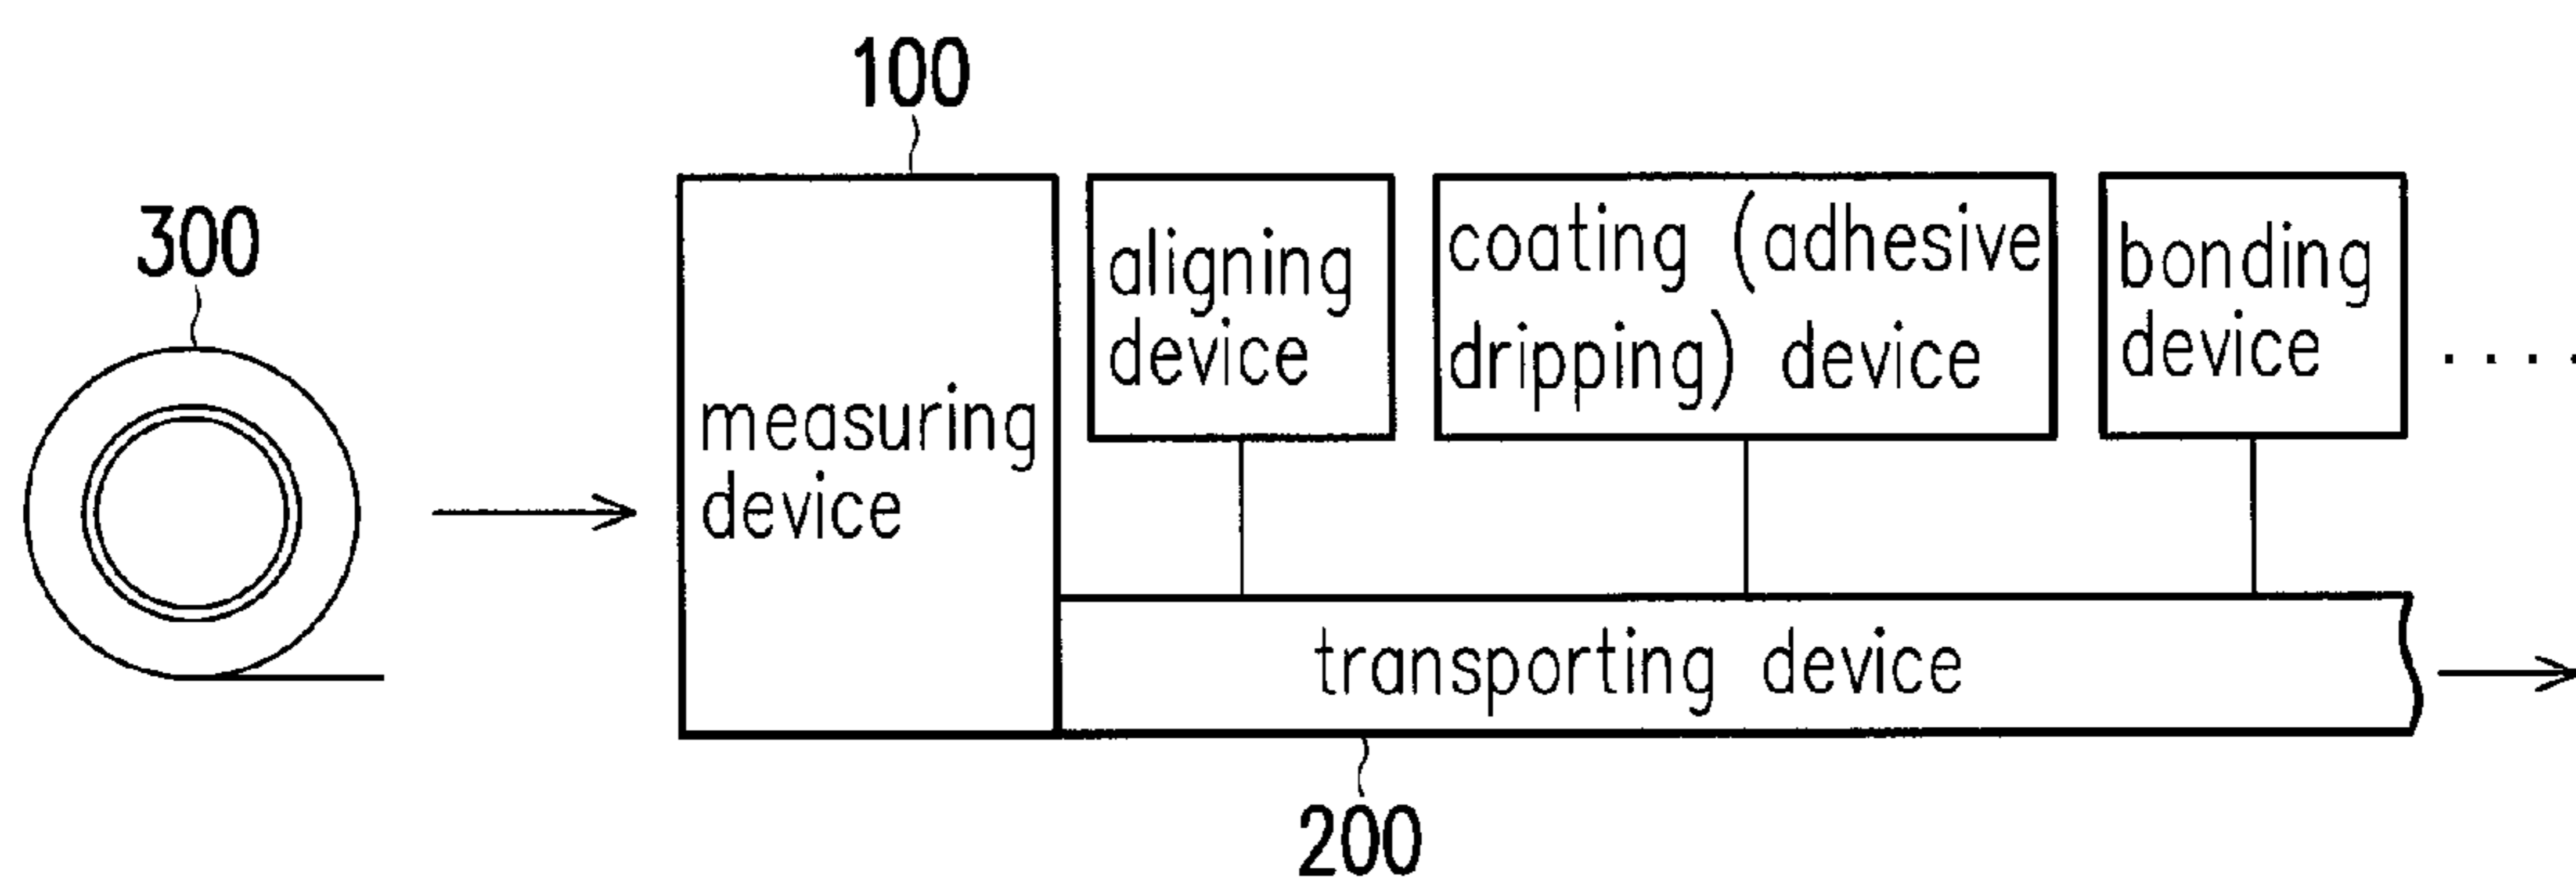 100
300
measuring
device
aligning
device
coating (adhesive
dripping) device
bonding
device
. . . .
transporting device
200